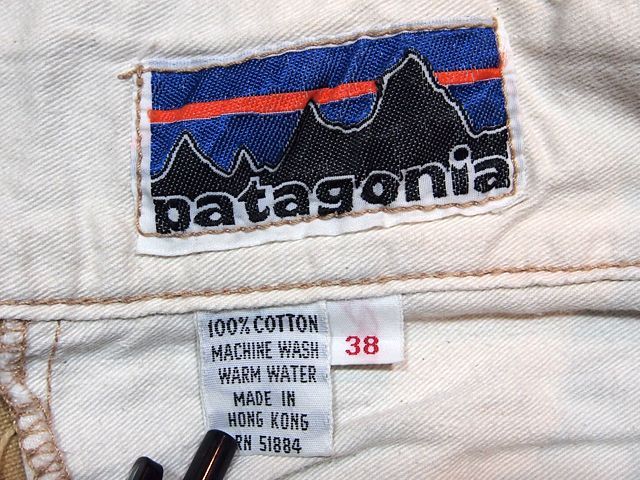 patagonia
100% COTTON
38
MACHINE WASH
WARM WATER
MADE IN
HONG KONG
RN 51884